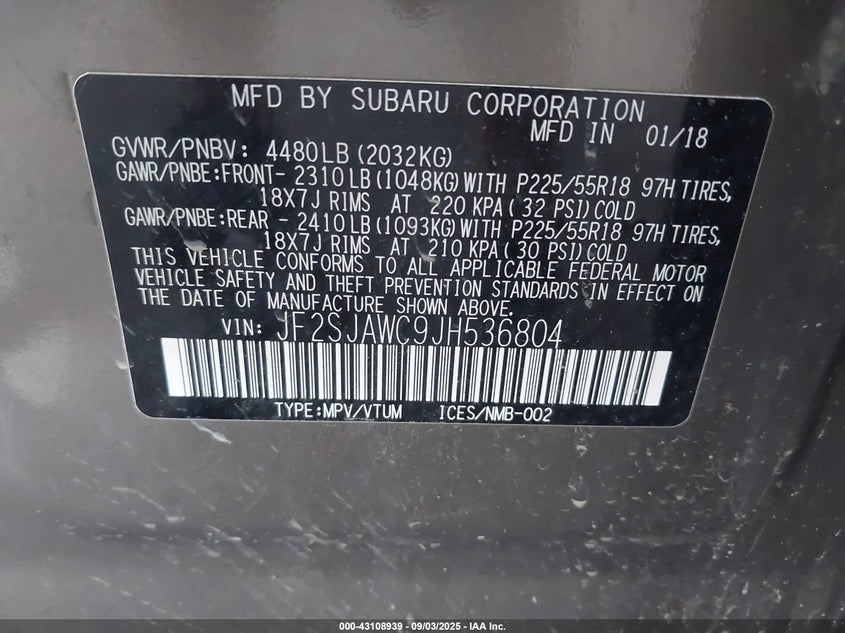 MFD BY SUBARU CORPORATION
MFD IN 01/18
GVWR/PNBV: 4480LB (2032KG)
GAWR/PNBE:FRONT- 2310LB(1048KG)WITH P225/55R18 97H TIRES,
18X7J RIMS AT 220 KPA(32 PSI)COLD
GAWR/PNBE:REAR - 2410LB(1093KG)WITH P225/55R18 97H TIRES,
18X7J RIMS AT 210 KPA(30 PSI)COLD
THIS VEHICLE CONFORMS TO ALL APPLICABLE FEDERAL MOTOR
VEHICLE SAFETY AND THEFT PREVENTION STANDARDS IN EFFECT ON
THE DATE OF MANUFACTURE SHOWN ABOVE.
VIN: JF2SJAWC9JH536804
TYPE:MPV/VTUM ICES/NMB-002
000-43108939 - 09/03/2025 - IAA Inc.